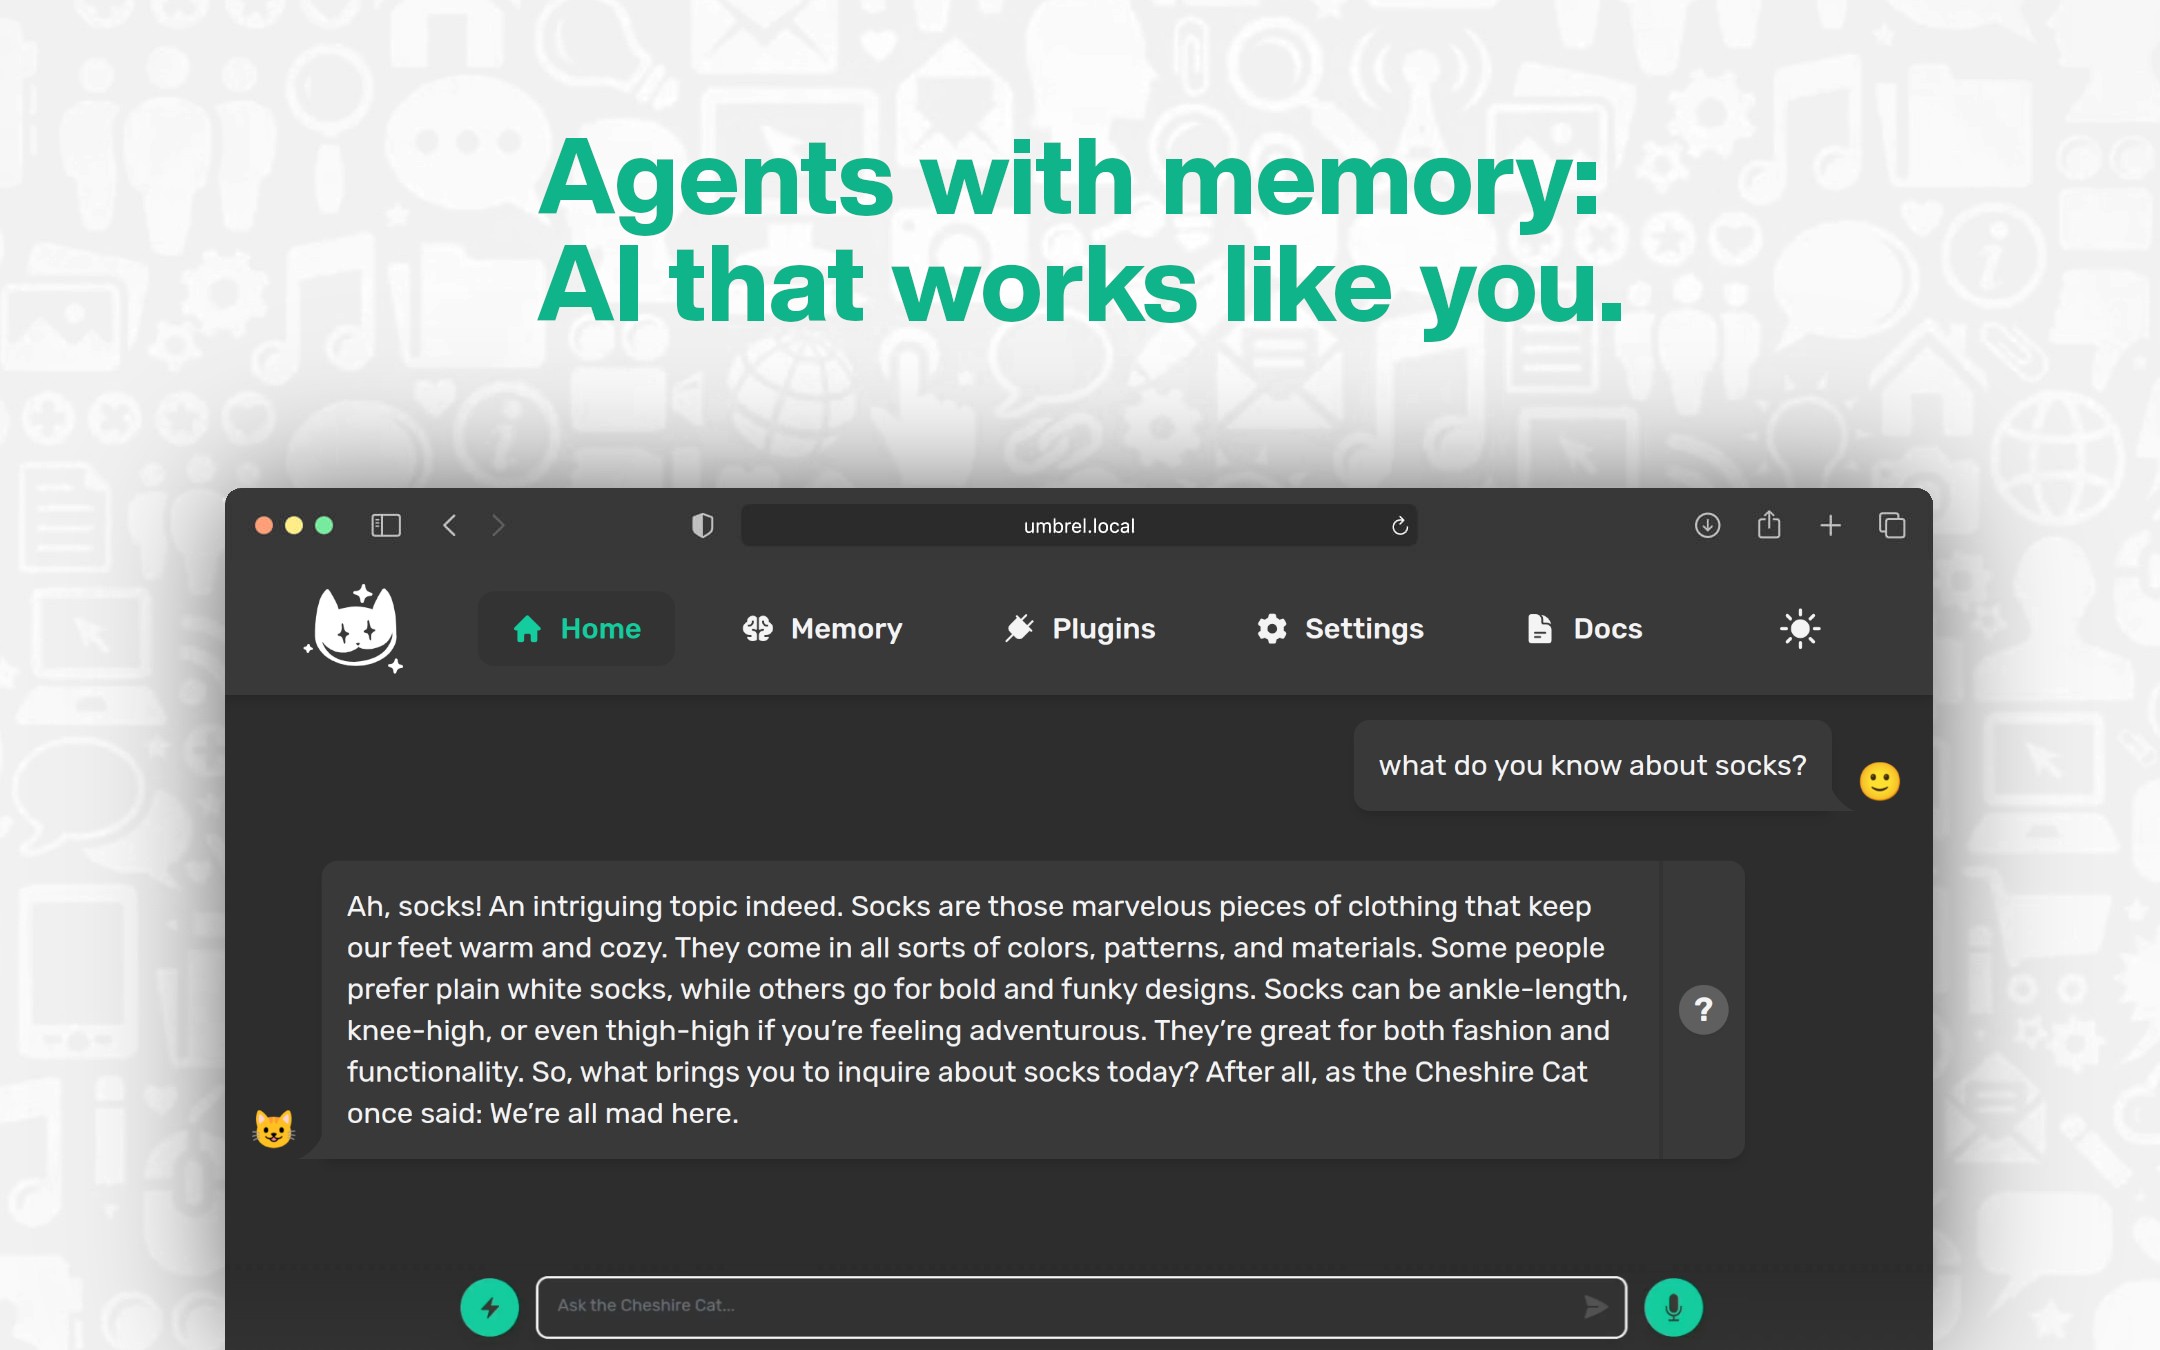 Agents with memory:
AI that works like you.
umbrel.local
Home
Memory
Plugins
Settings
Docs
what do you know about socks?
Ah, socks! An intriguing topic indeed. Socks are those marvelous pieces of clothing that keep
our feet warm and cozy. They come in all sorts of colors, patterns, and materials. Some people
prefer plain white socks, while others go for bold and funky designs. Socks can be ankle-length,
knee-high, or even thigh-high if you’re feeling adventurous. They’re great for both fashion and
functionality. So, what brings you to inquire about socks today? After all, as the Cheshire Cat
once said: We’re all mad here.
?
Ask the Cheshire Cat...